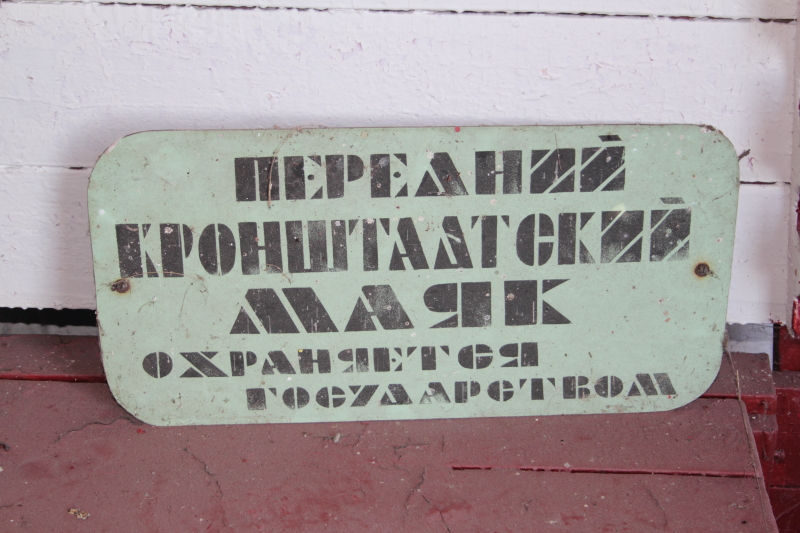 ПЕРЕДНИЙ
КРОНШТАДТСКИЙ
МАЯК
ОХРАНЯЕТСЯ
ГОСУДАРСТВОМ